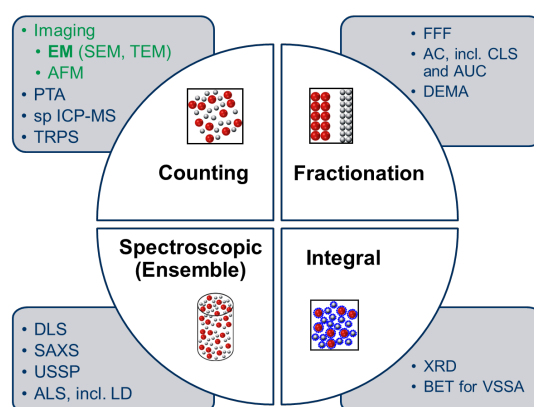 • Imaging
• EM (SEM, TEM)
• AFM
• PTA
• sp ICP-MS
• TRPS
Counting
• FFF
• AC, incl. CLS
and AUC
• DEMA
Fractionation
Spectroscopic
(Ensemble)
• DLS
• SAXS
• USSP
• ALS, incl. LD
Integral
• XRD
• BET for VSSA